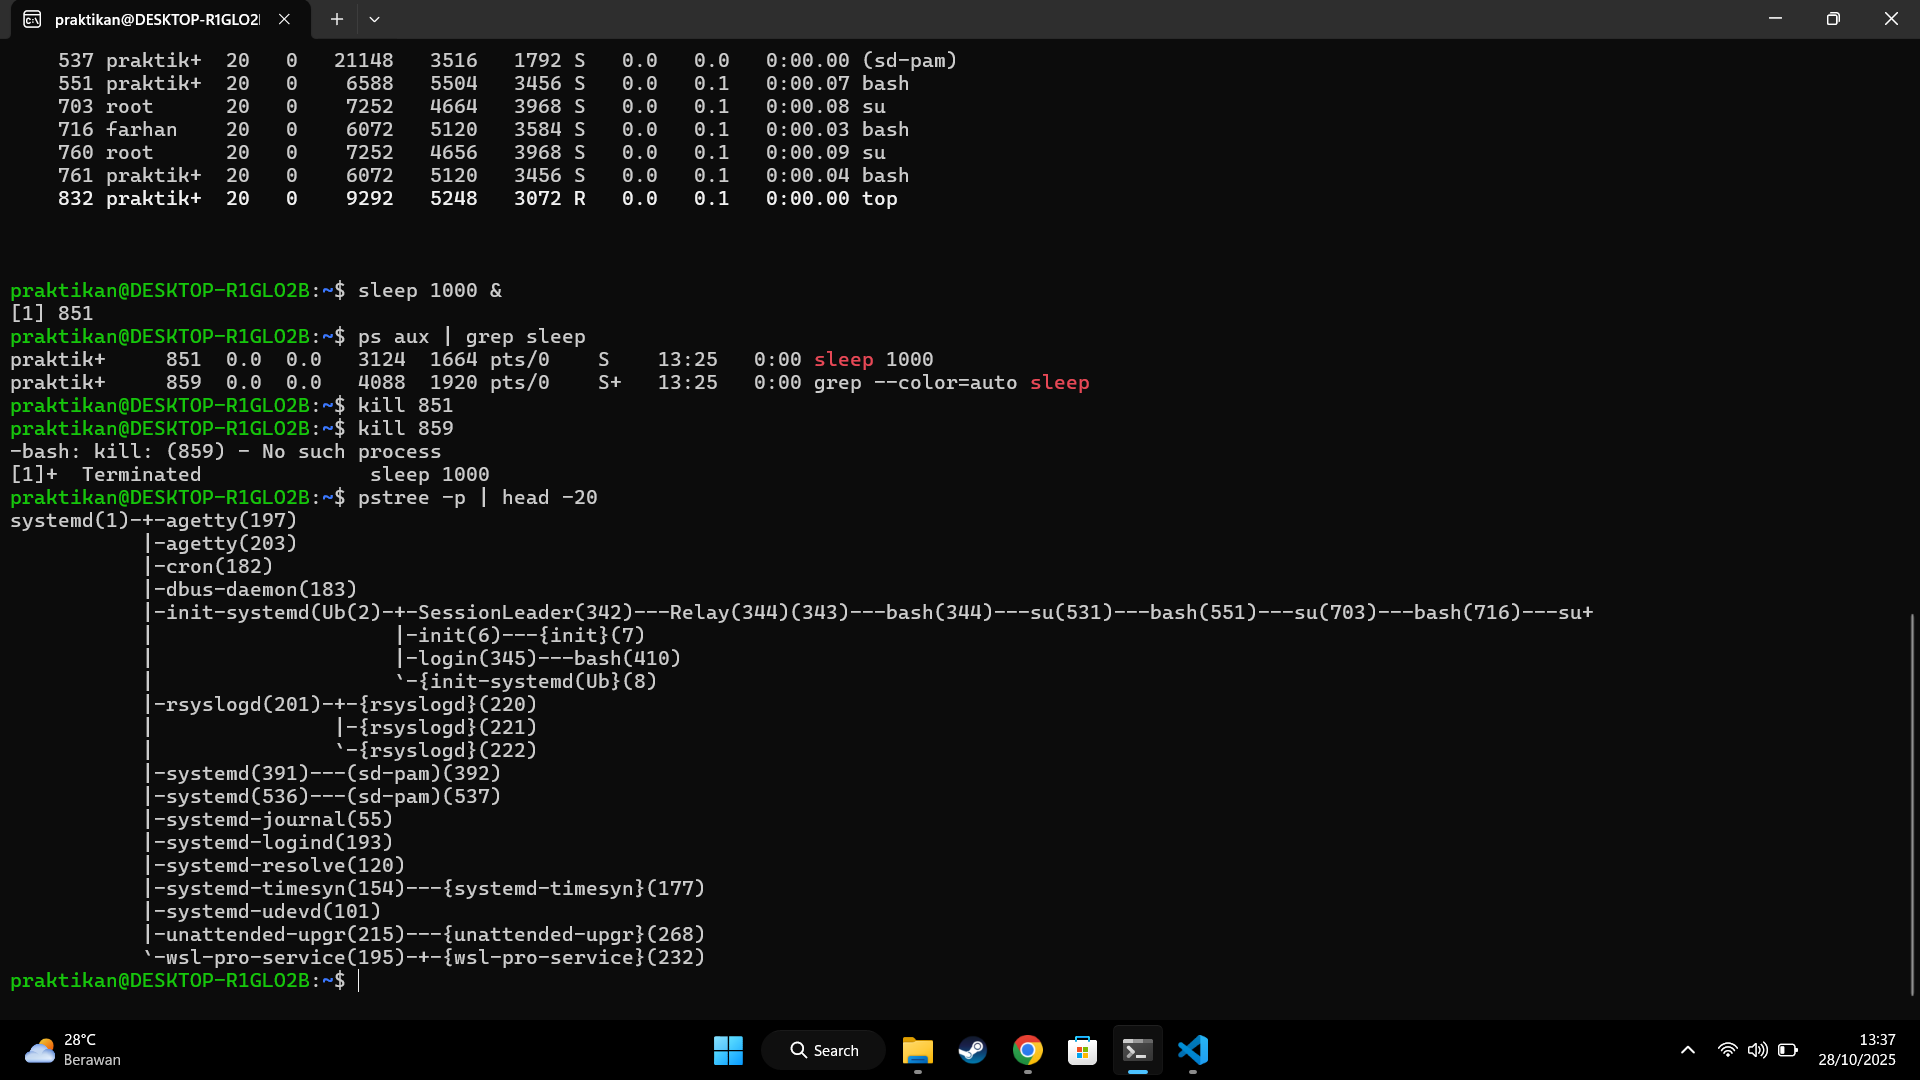 praktikan@DESKTOP-R1GLO2
    537 praktik+  20   0   21148   3516   1792 S   0.0   0.0   0:00.00 (sd-pam)
    551 praktik+  20   0    6588   5504   3456 S   0.0   0.1   0:00.07 bash
    703 root      20   0    7252   4664   3968 S   0.0   0.1   0:00.08 su
    716 farhan    20   0    6072   5120   3584 S   0.0   0.1   0:00.03 bash
    760 root      20   0    7252   4656   3968 S   0.0   0.1   0:00.09 su
    761 praktik+  20   0    6072   5120   3456 S   0.0   0.1   0:00.04 bash
    832 praktik+  20   0    9292   5248   3072 R   0.0   0.1   0:00.00 top
praktikan@DESKTOP-R1GLO2B:~$ sleep 1000 &
[1] 851
praktikan@DESKTOP-R1GLO2B:~$ ps aux | grep sleep
praktik+     851  0.0  0.0   3124  1664 pts/0    S    13:25   0:00 sleep 1000
praktik+     859  0.0  0.0   4088  1920 pts/0    S+   13:25   0:00 grep --color=auto sleep
praktikan@DESKTOP-R1GLO2B:~$ kill 851
praktikan@DESKTOP-R1GLO2B:~$ kill 859
-bash: kill: (859) - No such process
[1]+  Terminated              sleep 1000
praktikan@DESKTOP-R1GLO2B:~$ pstree -p | head -20
systemd(1)-+-agetty(197)
           |-agetty(203)
           |-cron(182)
           |-dbus-daemon(183)
           |-init-systemd(Ub(2)-+-SessionLeader(342)---Relay(344)(343)---bash(344)---su(531)---bash(551)---su(703)---bash(716)---su+
           |                    |-init(6)---{init}(7)
           |                    |-login(345)---bash(410)
           |                    `-{init-systemd(Ub}(8)
           |-rsyslogd(201)-+-{rsyslogd}(220)
           |               |-{rsyslogd}(221)
           |               `-{rsyslogd}(222)
           |-systemd(391)---(sd-pam)(392)
           |-systemd(536)---(sd-pam)(537)
           |-systemd-journal(55)
           |-systemd-logind(193)
           |-systemd-resolve(120)
           |-systemd-timesyn(154)---{systemd-timesyn}(177)
           |-systemd-udevd(101)
           |-unattended-upgr(215)---{unattended-upgr}(268)
           `-wsl-pro-service(195)-+-{wsl-pro-service}(232)
praktikan@DESKTOP-R1GLO2B:~$
28°C
Berawan
Search
13:37
28/10/2025